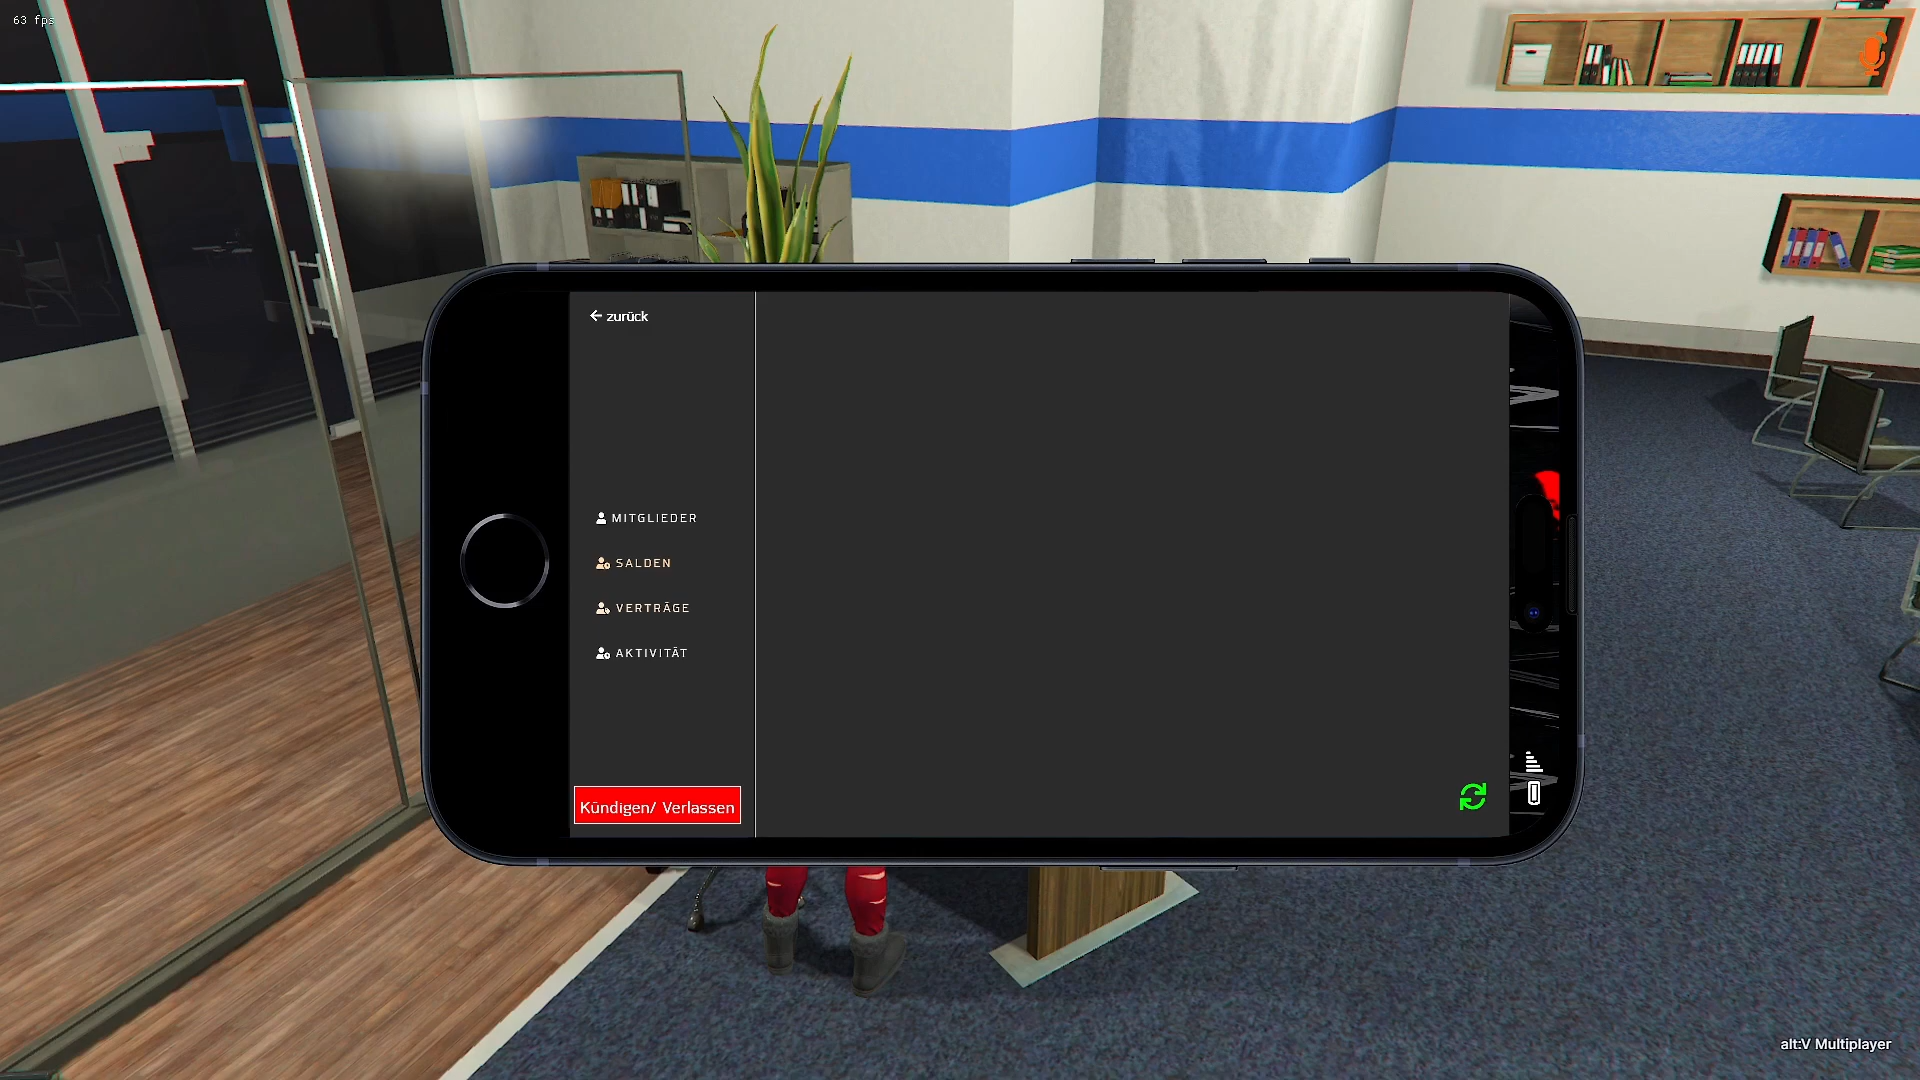 63 fps
zurück
MITGLIEDER
SALDEN
VERTRÄGE
AKTIVITÄT
Kündigen/ Verlassen
alt:V Multiplayer